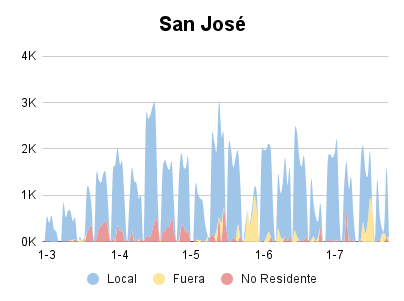 San José
4K
3K
2K
1K
0K
1-3 1-4 1-5 1-6 1-7
Local Fuera No Residente